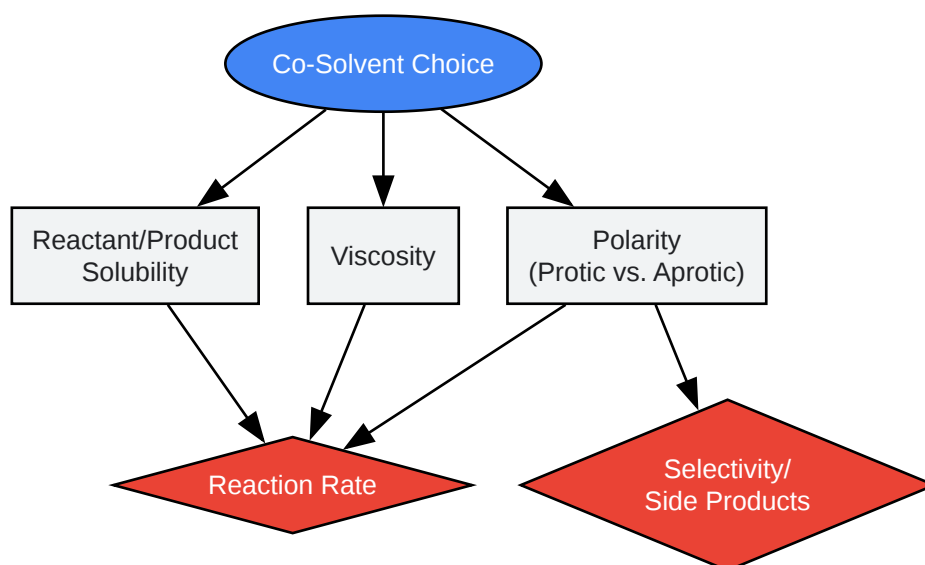 Co-Solvent Choice
Reactant/Product
Solubility
Viscosity
Polarity
(Protic vs. Aprotic)
Reaction Rate
Selectivity/
Side Products